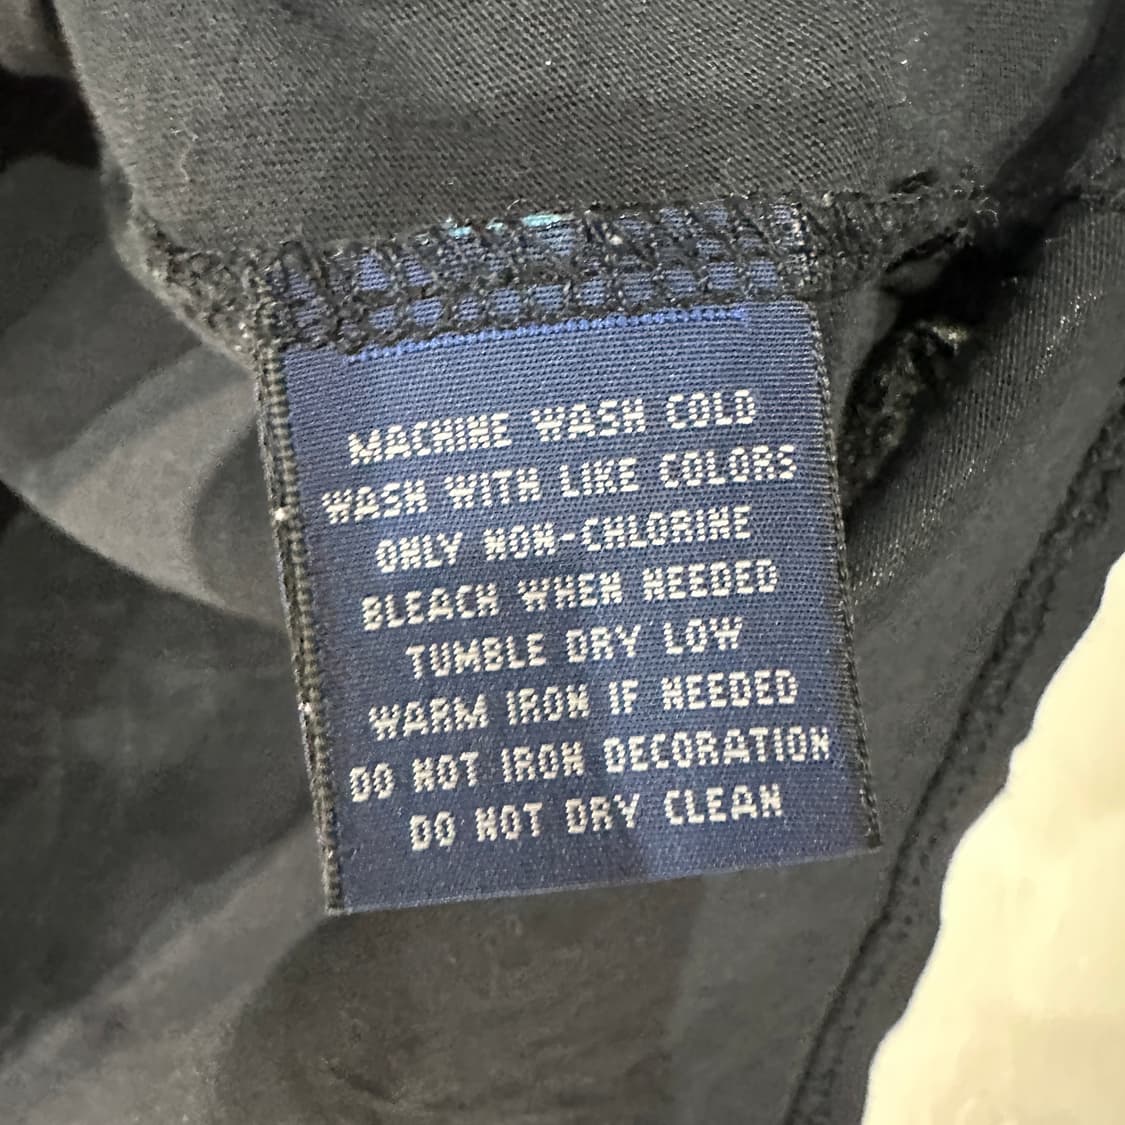 MACHINE WASH COLD
WASH WITH LIKE COLORS
ONLY NON-CHLORINE
BLEACH WHEN NEEDED
TUMBLE DRY LOW
WARM IRON IF NEEDED
DO NOT IRON DECORATION
DO NOT DRY CLEAN